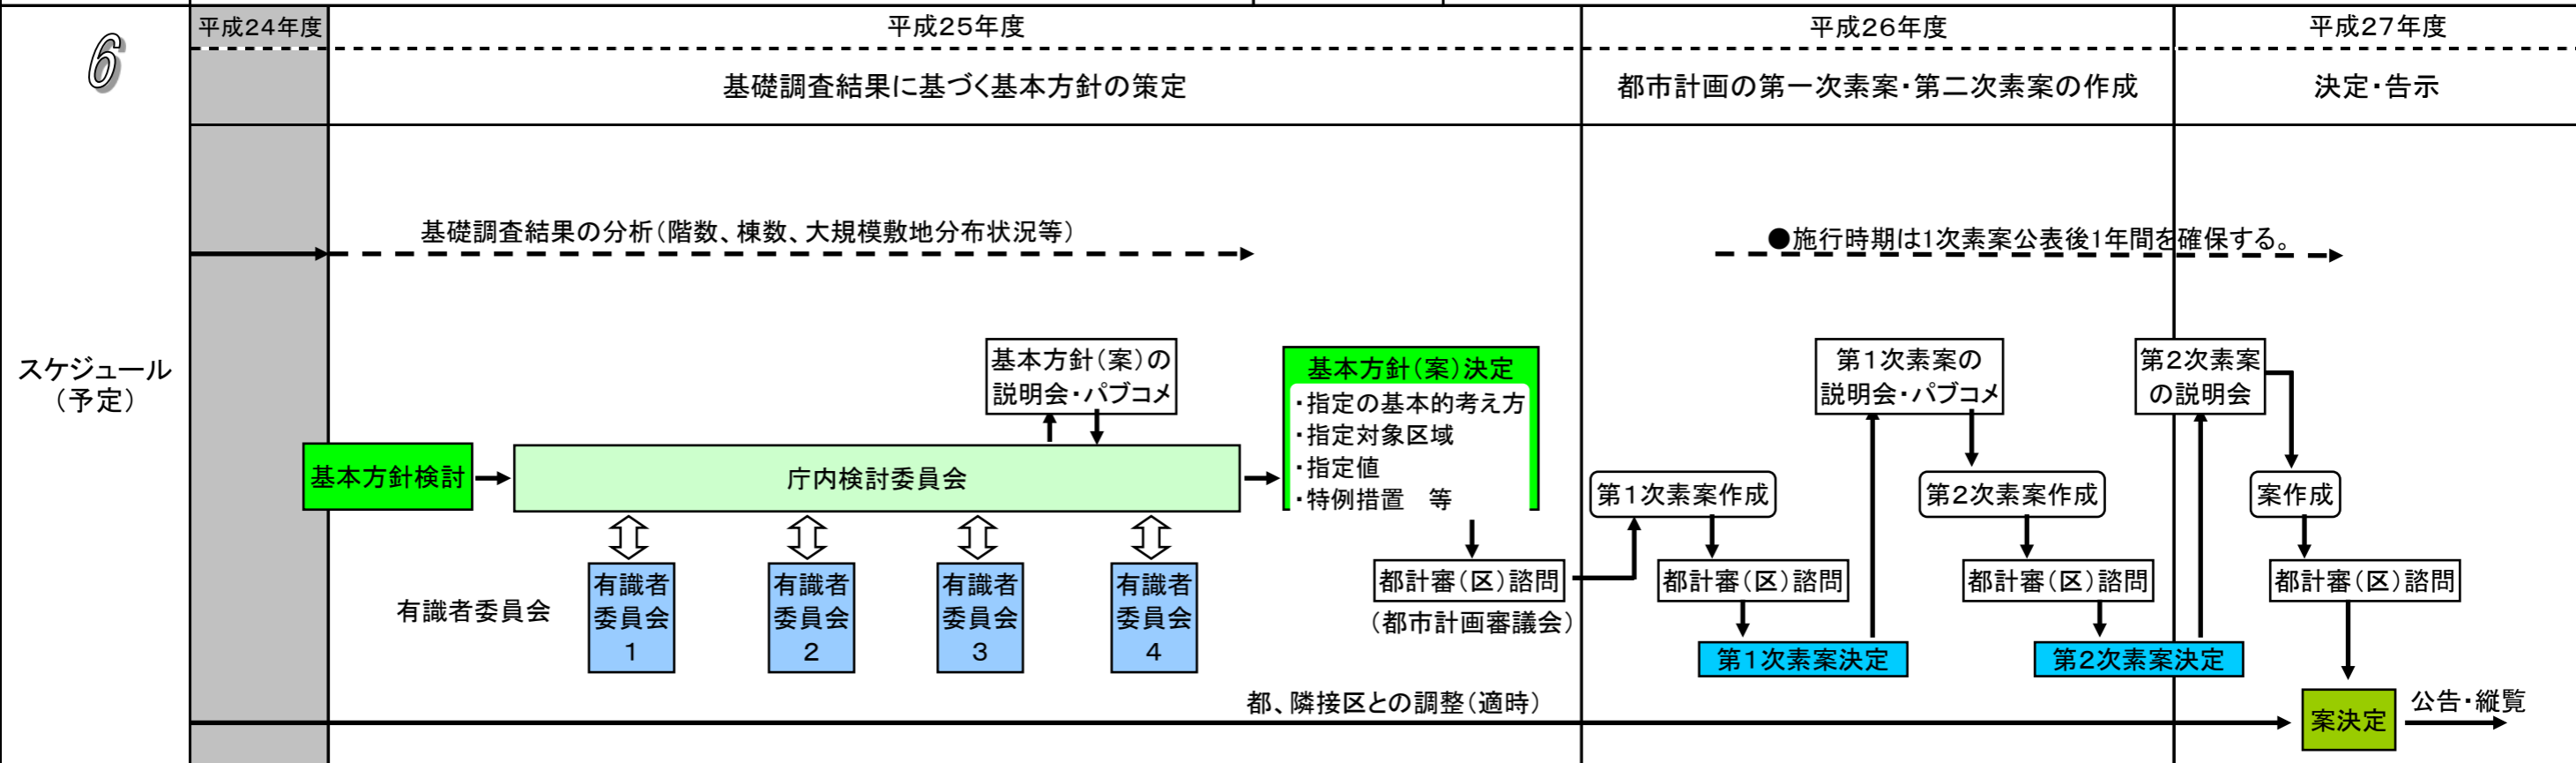 6
平成24年度
平成25年度
平成26年度
平成27年度
基礎調査結果に基づく基本方針の策定
都市計画の第一次素案・第二次素案の作成
決定・告示
スケジュール
（予定）
基礎調査結果の分析（階数、棟数、大規模敷地分布状況等）
●施行時期は1次素案公表後1年間を確保する。
基本方針検討
庁内検討委員会
基本方針（案）の
説明会・パブコメ
有識者委員会
有識者
委員会
1
有識者
委員会
2
有識者
委員会
3
有識者
委員会
4
基本方針（案）決定
・指定の基本的考え方
・指定対象区域
・指定値
・特例措置　等
都計審（区）諮問
（都市計画審議会）
第1次素案作成
都計審（区）諮問
第1次素案決定
第1次素案の
説明会・パブコメ
第2次素案作成
都計審（区）諮問
第2次素案決定
第2次素案
の説明会
案作成
都計審（区）諮問
案決定
公告・縦覧
都、隣接区との調整（適時）